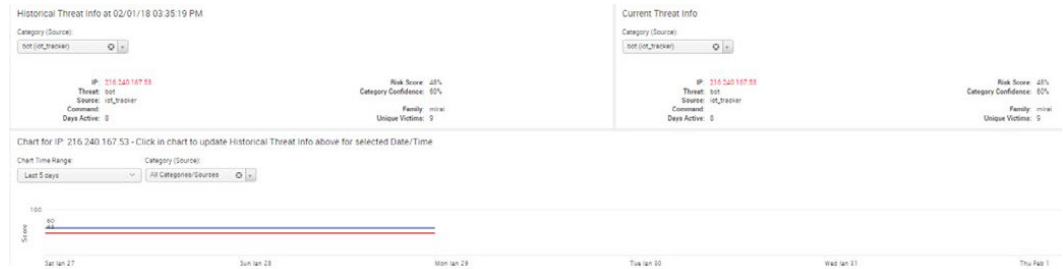 Historical Threat Info at 02/01/18 03:35:19 PM
Category (Source):
bot (iot_tracker)
IP: 216.240.167.53
Threat: bot
Source: iot_tracker
Command:
Days Active: 8
Risk Score: 48%
Category Confidence: 60%
Family: mirai
Unique Victims: 9
Current Threat Info
Category (Source):
bot (iot_tracker)
IP: 216.240.167.53
Threat: bot
Source: iot_tracker
Command:
Days Active: 8
Risk Score: 48%
Category Confidence: 60%
Family: mirai
Unique Victims: 9
Chart for IP: 216.240.167.53 - Click in chart to update Historical Threat Info above for selected Date/Time
Chart Time Range:
Last 5 days
Category (Source):
All Categories/Sources
Score
100
60
Sat Jan 27
Sun Jan 28
Mon Jan 29
Tue Jan 30
Wed Jan 31
Thu Feb 1